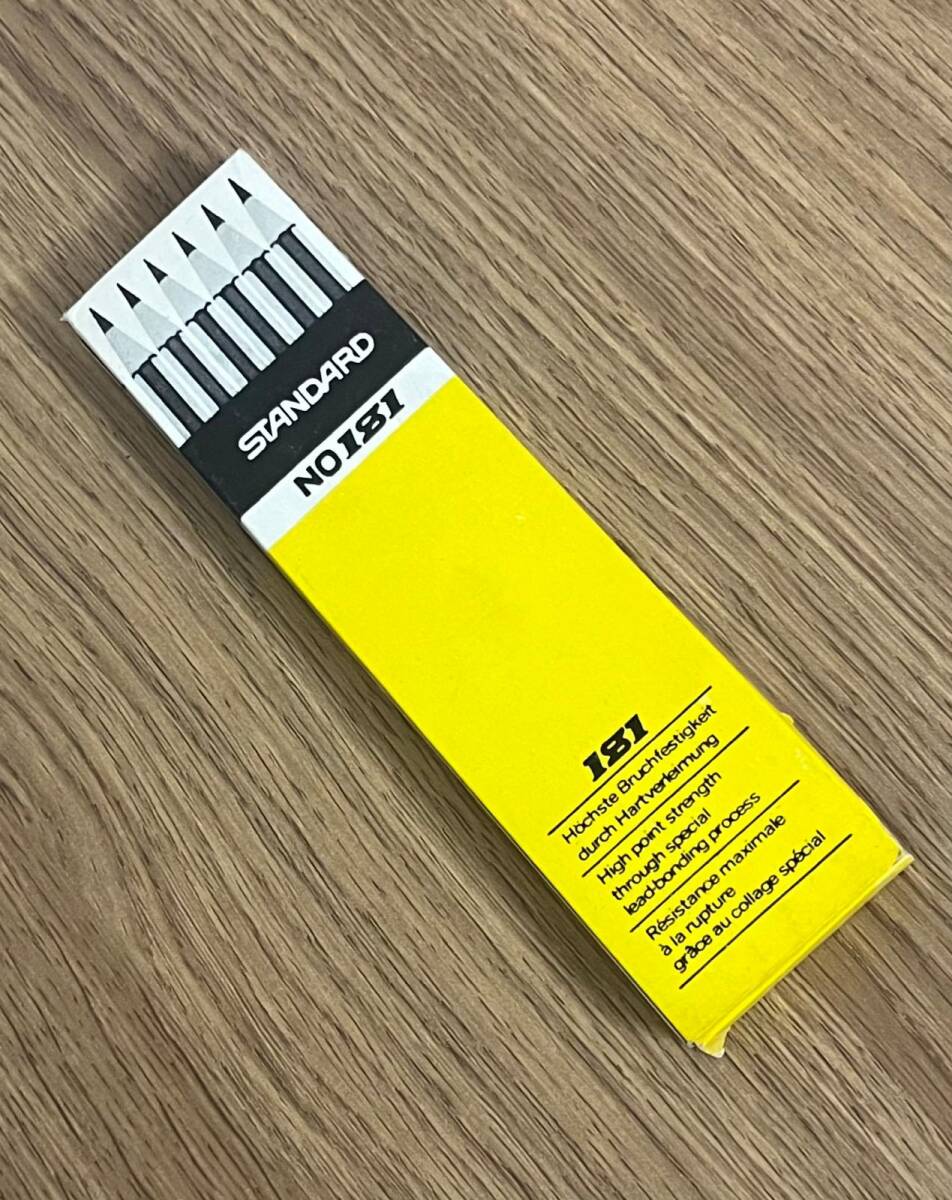 STANDARD
NO 181
181
Höchste Bruchfestigkeit
durch Hartverleimung
High point strength
through special
lead-bonding process
Résistance maximale
à la rupture
grâce au collage spécial